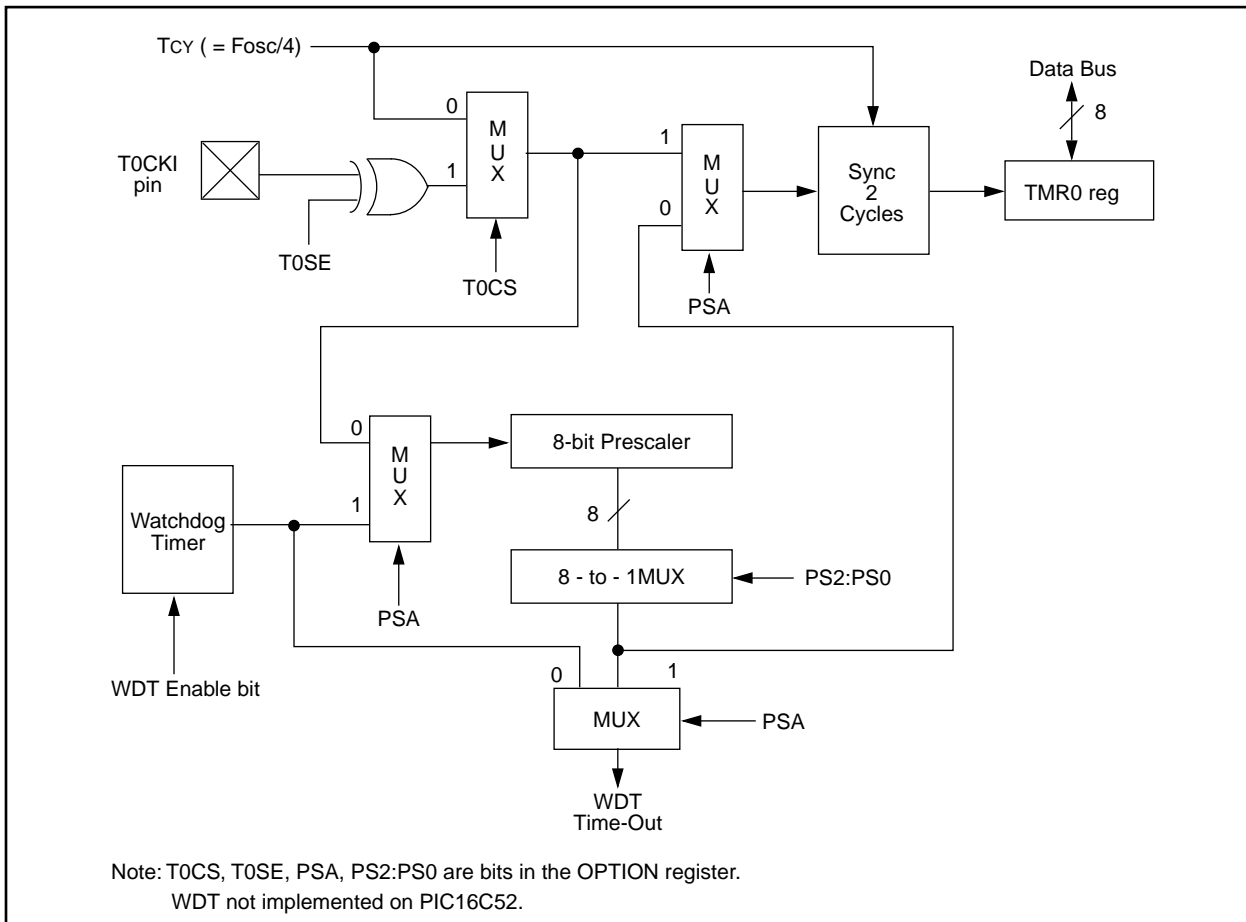 TCY ( = Fosc/4)
Data Bus
0
8
M
U
X
1
M
U
X
T0CKI
pin
1
0
Sync
2
Cycles
TMR0 reg
T0SE
T0CS
PSA
0
M
U
X
8-bit Prescaler
1
Watchdog
Timer
8
8 - to - 1MUX
PS2:PS0
PSA
WDT Enable bit
0
1
MUX
PSA
WDT
Time-Out
Note: T0CS, T0SE, PSA, PS2:PS0 are bits in the OPTION register.
WDT not implemented on PIC16C52.